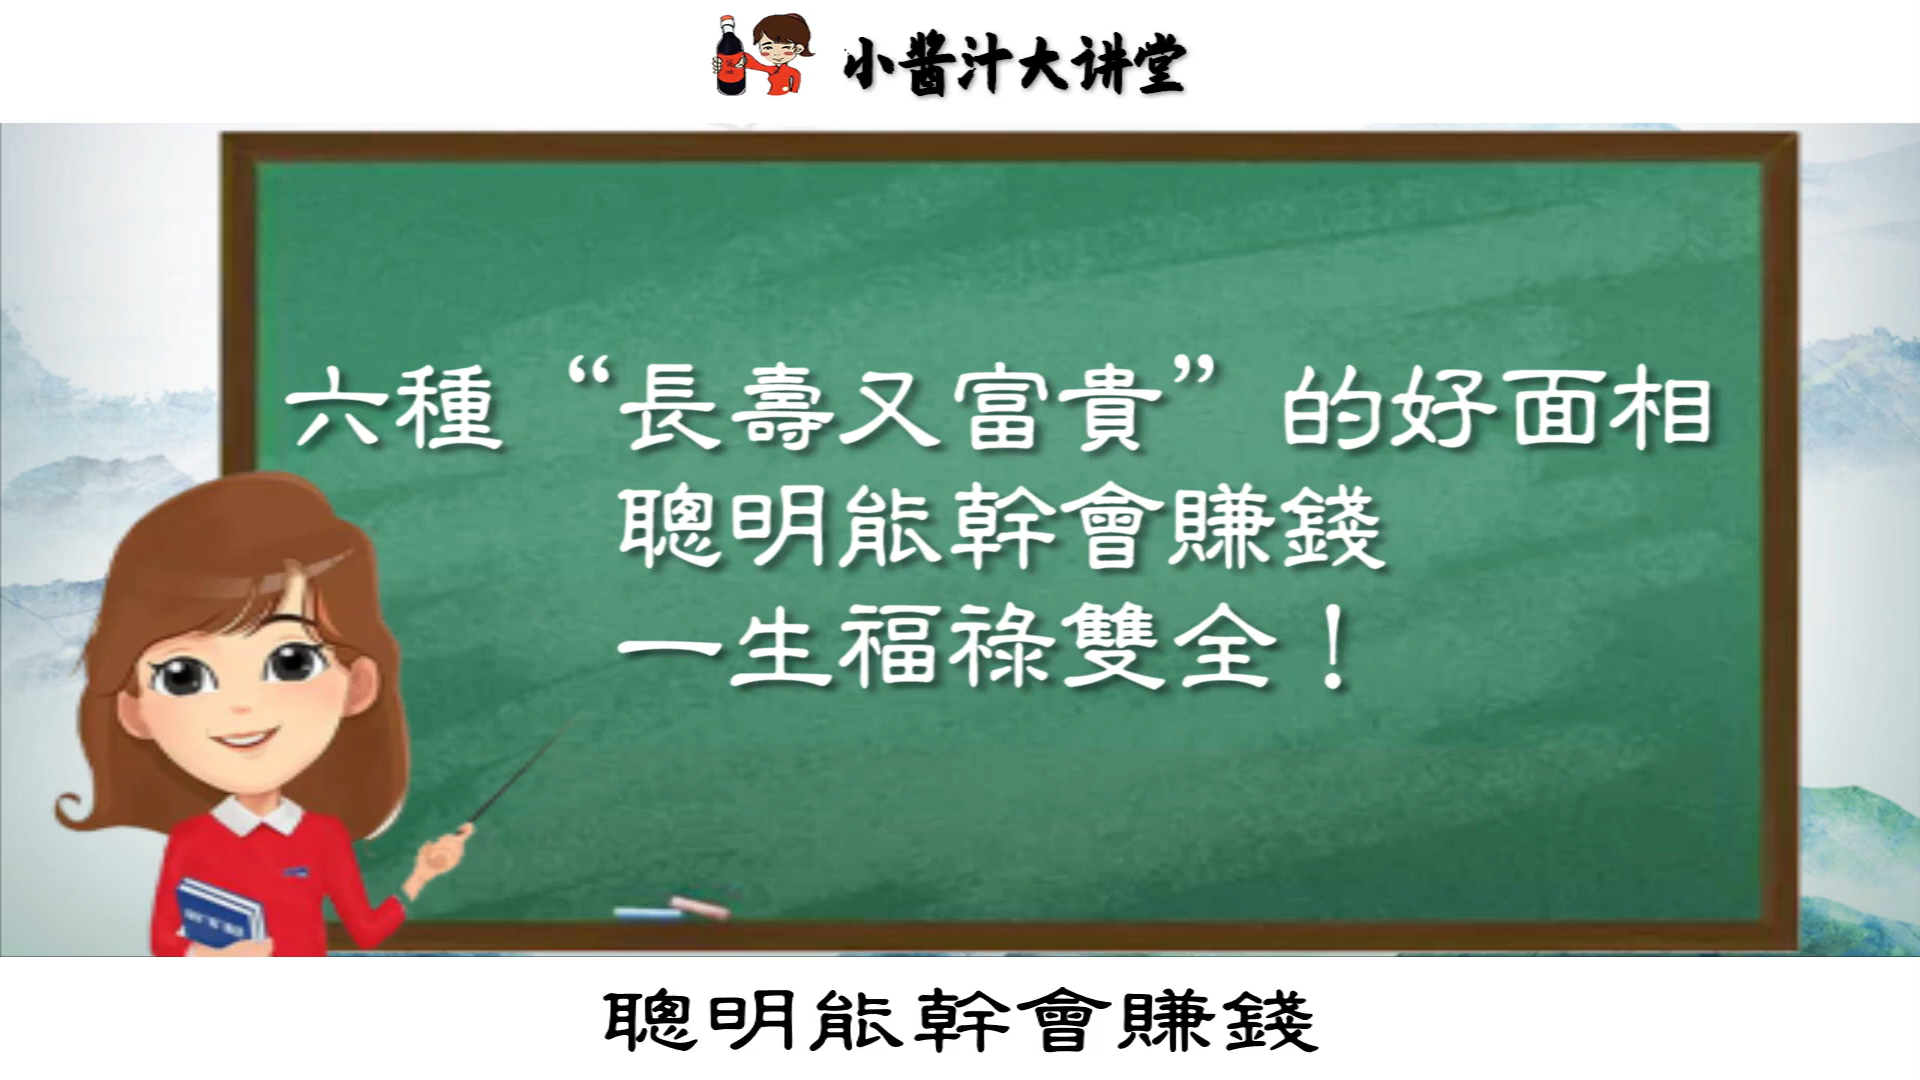 小酱汁大讲堂
六種“長壽又富貴”的好面相
聰明能幹會賺錢
一生福祿雙全！
聰明能幹會賺錢